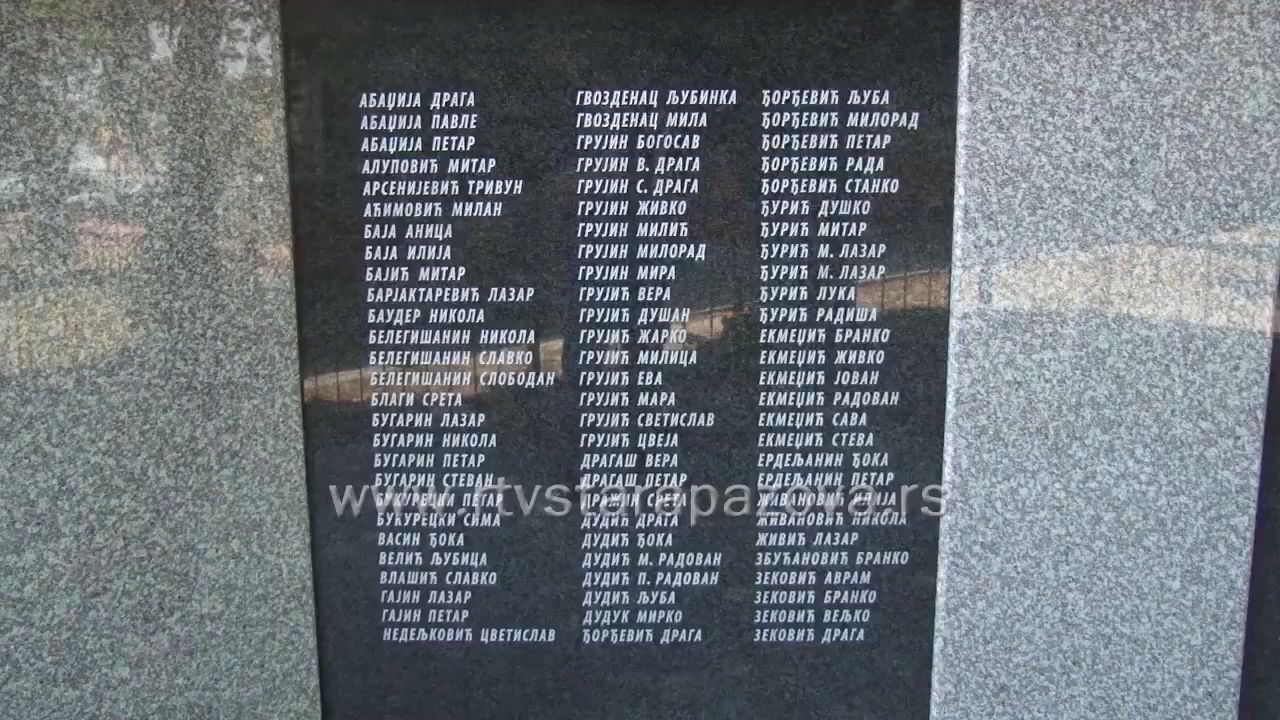 АБАЏИЈА ДРАГА
АБАЏИЈА ПАВЛЕ
АБАЏИЈА ПЕТАР
АЛУПОВИЋ МИТАР
АРСЕНИЈЕВИЋ ТРИВУН
АЋИМОВИЋ МИЛАН
БАЈА АНИЦА
БАЈА ИЛИЈА
БАЈИЋ МИТАР
БАРЈАКТАРЕВИЋ ЛАЗАР
БАУДЕР НИКОЛА
БЕЛЕГИШАНИН НИКОЛА
БЕЛЕГИШАНИН СЛАВКО
БЕЛЕГИШАНИН СЛОБОДАН
БЛАГИ СРЕТА
БУГАРИН ЛАЗАР
БУГАРИН НИКОЛА
БУГАРИН ПЕТАР
БУГАРИН СТЕВАН
БУКУРЕЦКИ ПЕТАР
БУКУРЕЦКИ СИМА
ВАСИН ЂОКА
ВЕЛИЋ ЉУБИЦА
ВЛАШИЋ СЛАВКО
ГАЈИН ЛАЗАР
ГАЈИН ПЕТАР
НЕДЕЉКОВИЋ ЦВЕТИСЛАВ
ГВОЗДЕНАЦ ЉУБИНКА
ГВОЗДЕНАЦ МИЛА
ГРУЈИН БОГОСАВ
ГРУЈИН В. ДРАГА
ГРУЈИН С. ДРАГА
ГРУЈИН ЖИВКО
ГРУЈИН МИЛИЋ
ГРУЈИН МИЛОРАД
ГРУЈИН МИРА
ГРУЈИЋ ВЕРА
ГРУЈИЋ ДУШАН
ГРУЈИЋ ЖАРКО
ГРУЈИЋ МИЛИЦА
ГРУЈИЋ ЕВА
ГРУЈИЋ МАРА
ГРУЈИЋ СВЕТИСЛАВ
ГРУЈИЋ ЦВЕЈА
ДРАГАШ ВЕРА
ДРАГАШ ПЕТАР
ДРАЖИН СРЕТА
ДУДИЋ ДРАГА
ДУДИЋ ЂОКА
ДУДИЋ М. РАДОВАН
ДУДИЋ П. РАДОВАН
ДУДИЋ ЉУБА
ДУДУК МИРКО
ЂОРЂЕВИЋ ДРАГА
ЂОРЂЕВИЋ ЉУБА
ЂОРЂЕВИЋ МИЛОРАД
ЂОРЂЕВИЋ ПЕТАР
ЂОРЂЕВИЋ РАДА
ЂОРЂЕВИЋ СТАНКО
ЂУРИЋ ДУШКО
ЂУРИЋ МИТАР
ЂУРИЋ М. ЛАЗАР
ЂУРИЋ М. ЛАЗАР
ЂУРИЋ ЛУКА
ЂУРИЋ РАДИША
ЕКМЕЏИЋ БРАНКО
ЕКМЕЏИЋ ЖИВКО
ЕКМЕЏИЋ ЈОВАН
ЕКМЕЏИЋ РАДОВАН
ЕКМЕЏИЋ САВА
ЕКМЕЏИЋ СТЕВА
ЕРДЕЉАНИН ЂОКА
ЕРДЕЉАНИН ПЕТАР
ЖИВАНОВИЋ ИЛИЈА
ЖИВАНОВИЋ НИКОЛА
ЖИВИЋ ЛАЗАР
ЗБУЋАНОВИЋ БРАНКО
ЗЕКОВИЋ АВРАМ
ЗЕКОВИЋ БРАНКО
ЗЕКОВИЋ ВЕЉКО
ЗЕКОВИЋ ДРАГА
www.rtvstarapazova.rs